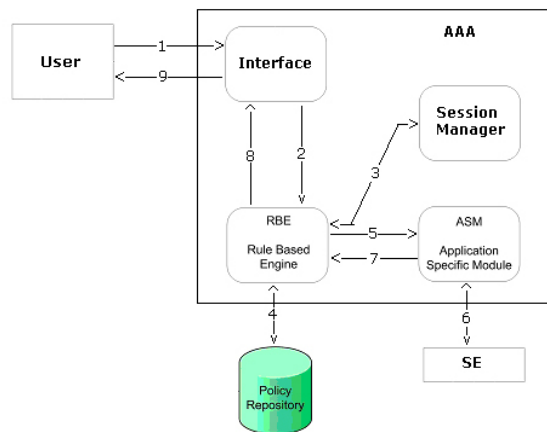 AAA
User
1
9
Interface
Session
Manager
8
2
3
RBE
Rule Based
Engine
5
7
ASM
Application
Specific Module
4
6
Policy
Repository
SE